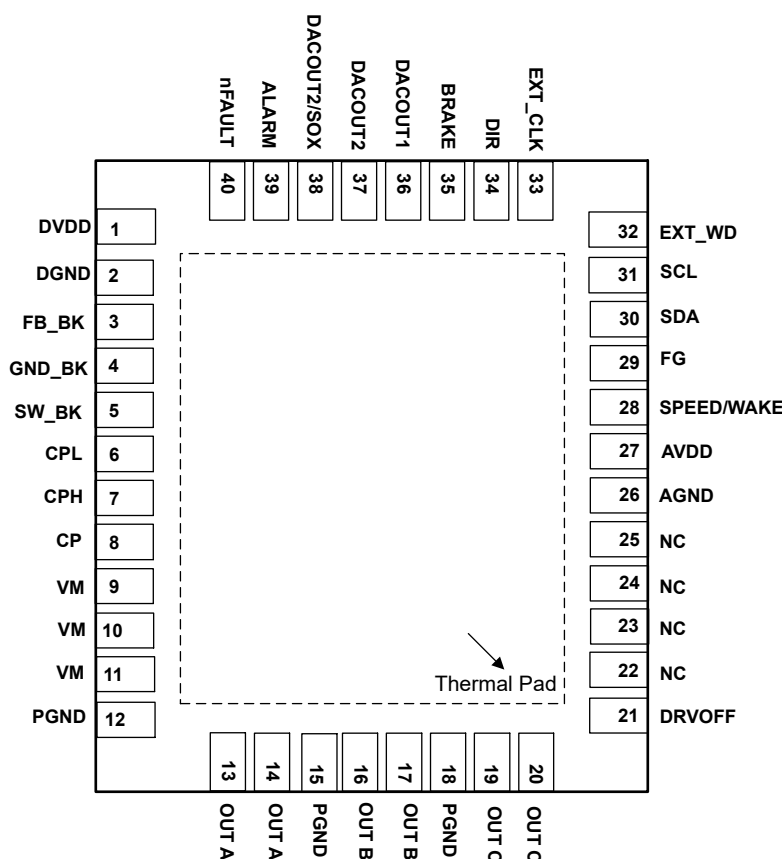 nFAULT
ALARM
DACOUT2/SOX
DACOUT2
DACOUT1
BRAKE
DIR
EXT_CLK
40
39
38
37
36
35
34
33
DVDD 1
DGND 2
FB_BK 3
GND_BK 4
SW_BK 5
CPL 6
CPH 7
CP 8
VM 9
VM 10
VM 11
PGND 12
32 EXT_WD
31 SCL
30 SDA
29 FG
28 SPEED/WAKE
27 AVDD
26 AGND
25 NC
24 NC
23 NC
22 NC
21 DRVOFF
Thermal Pad
13
14
15
16
17
18
19
20
OUT A
OUT A
PGND
OUT B
OUT B
PGND
OUT C
OUT C